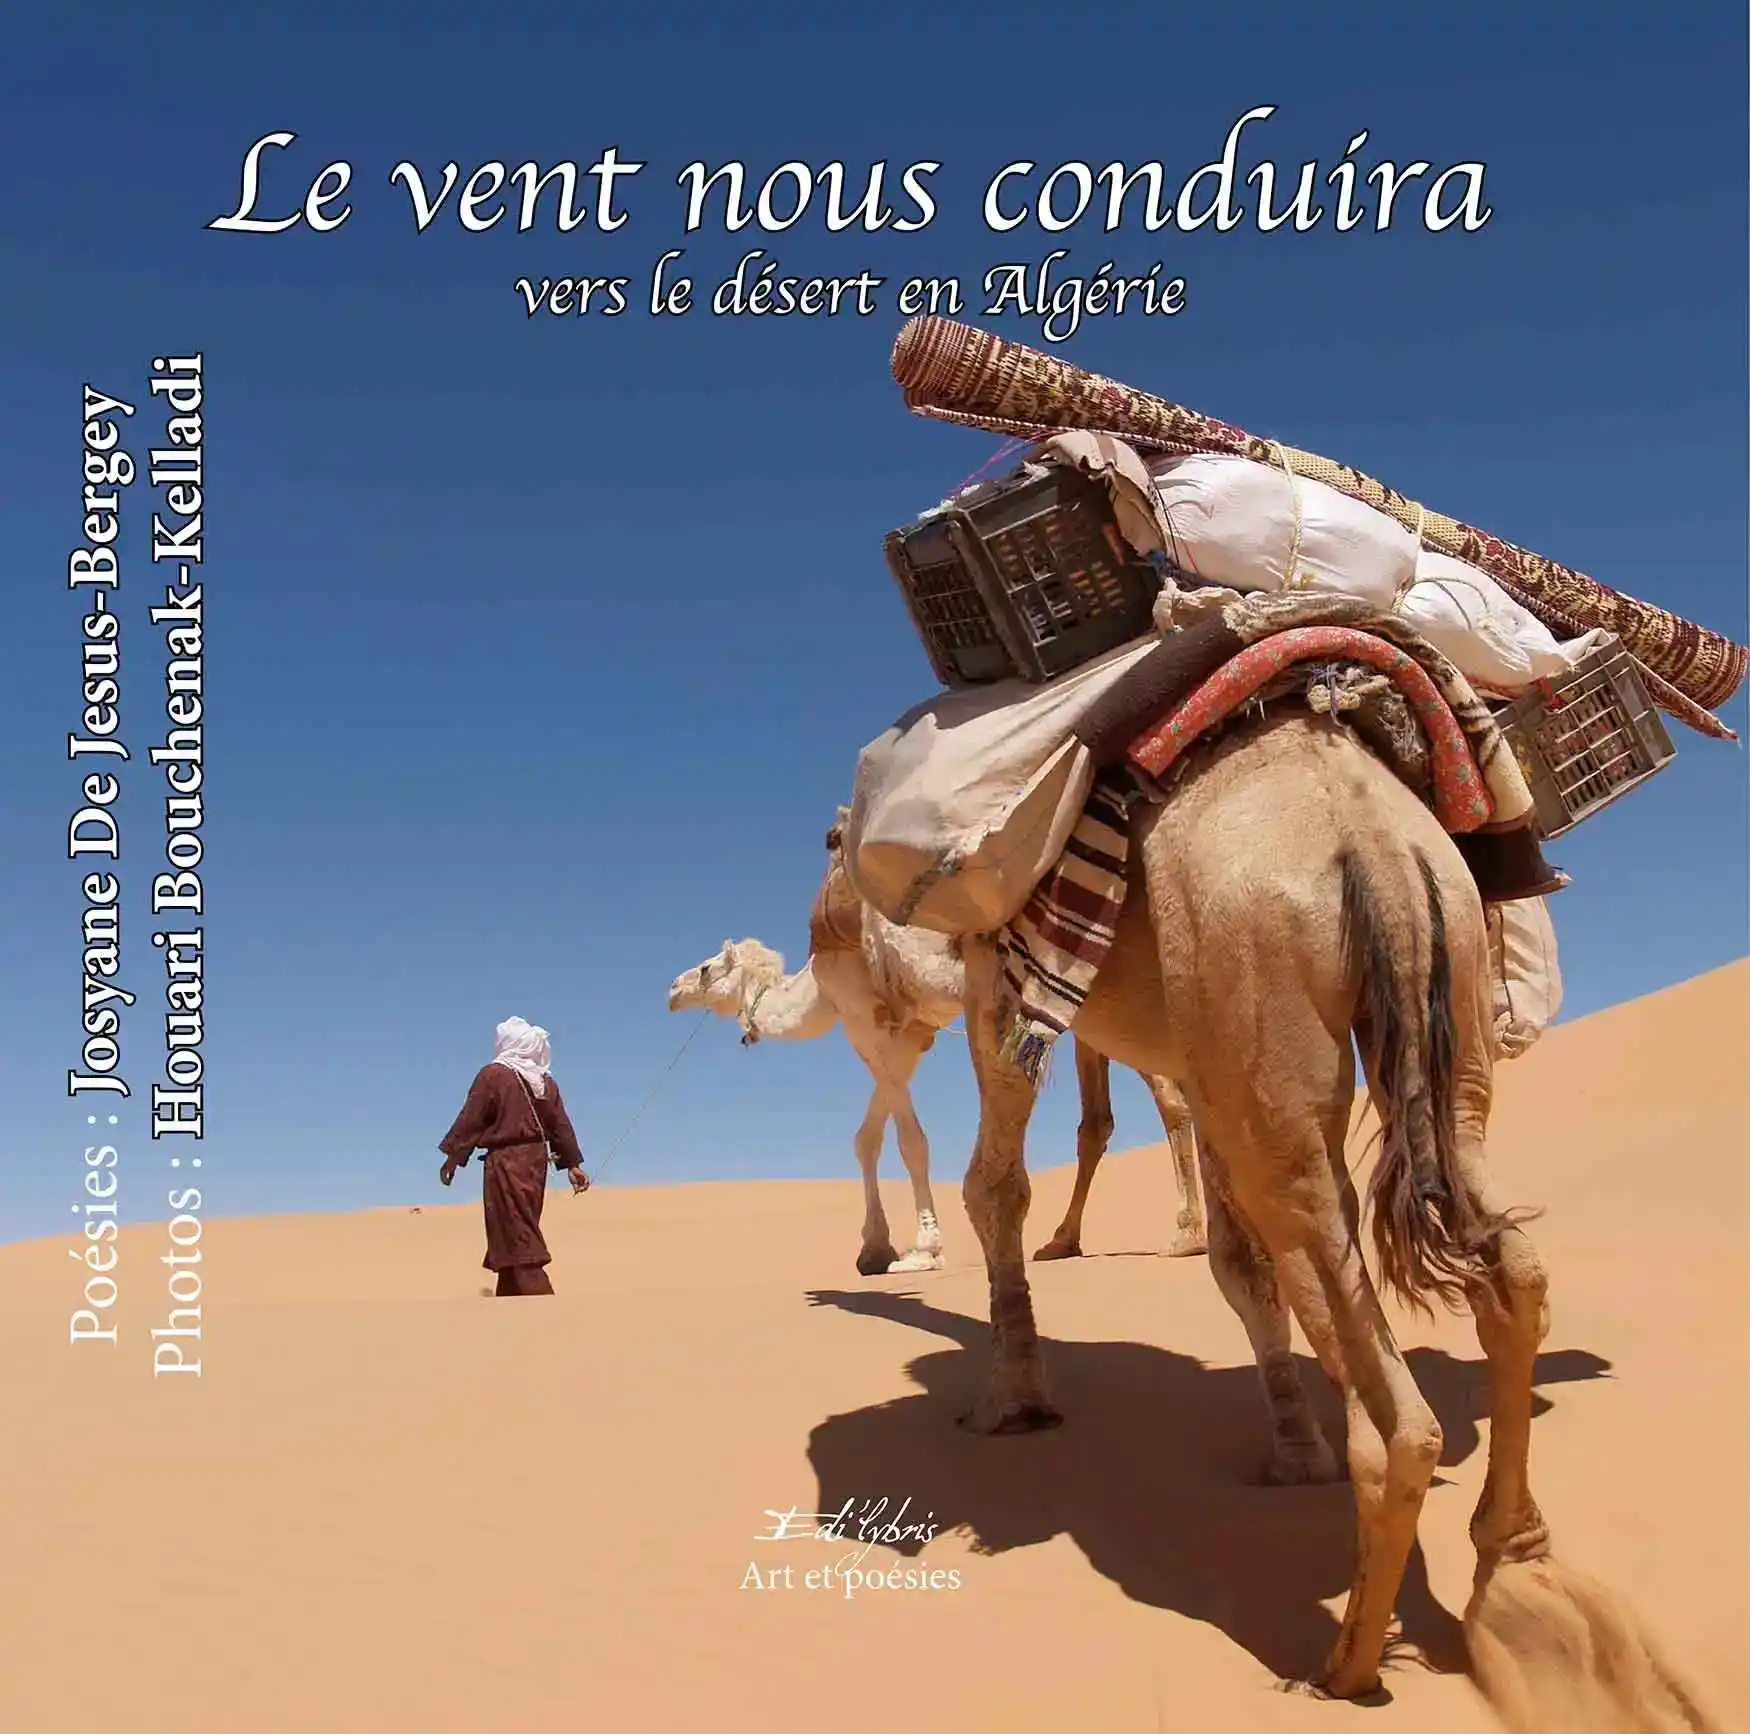 Le vent nous conduira
vers le désert en Algérie
Poésies : Josyane De Jesus-Bergey
Photos : Houari Bouchenak-Kelladi
Edi'lybris
Art et poésies